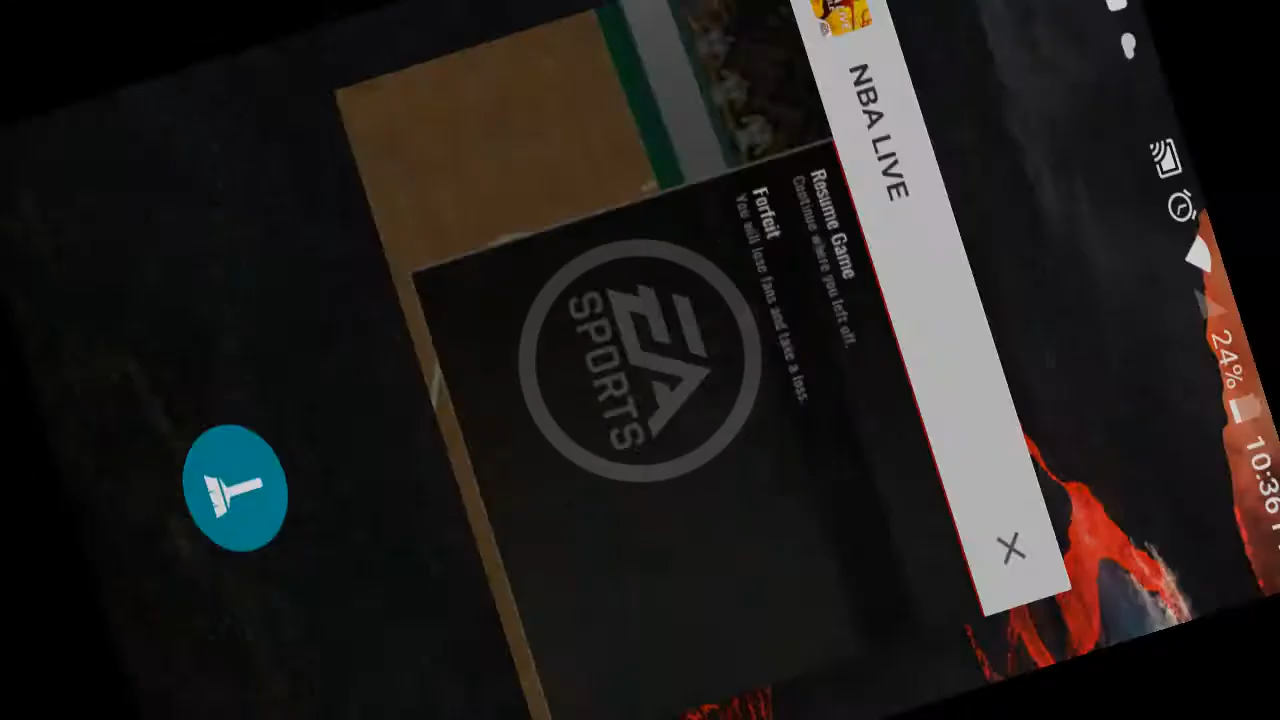 24%
10:36
NBA LIVE
Resume Game
Continue where you left off.
Forfeit
You will lose fans and take a loss.
EA
SPORTS